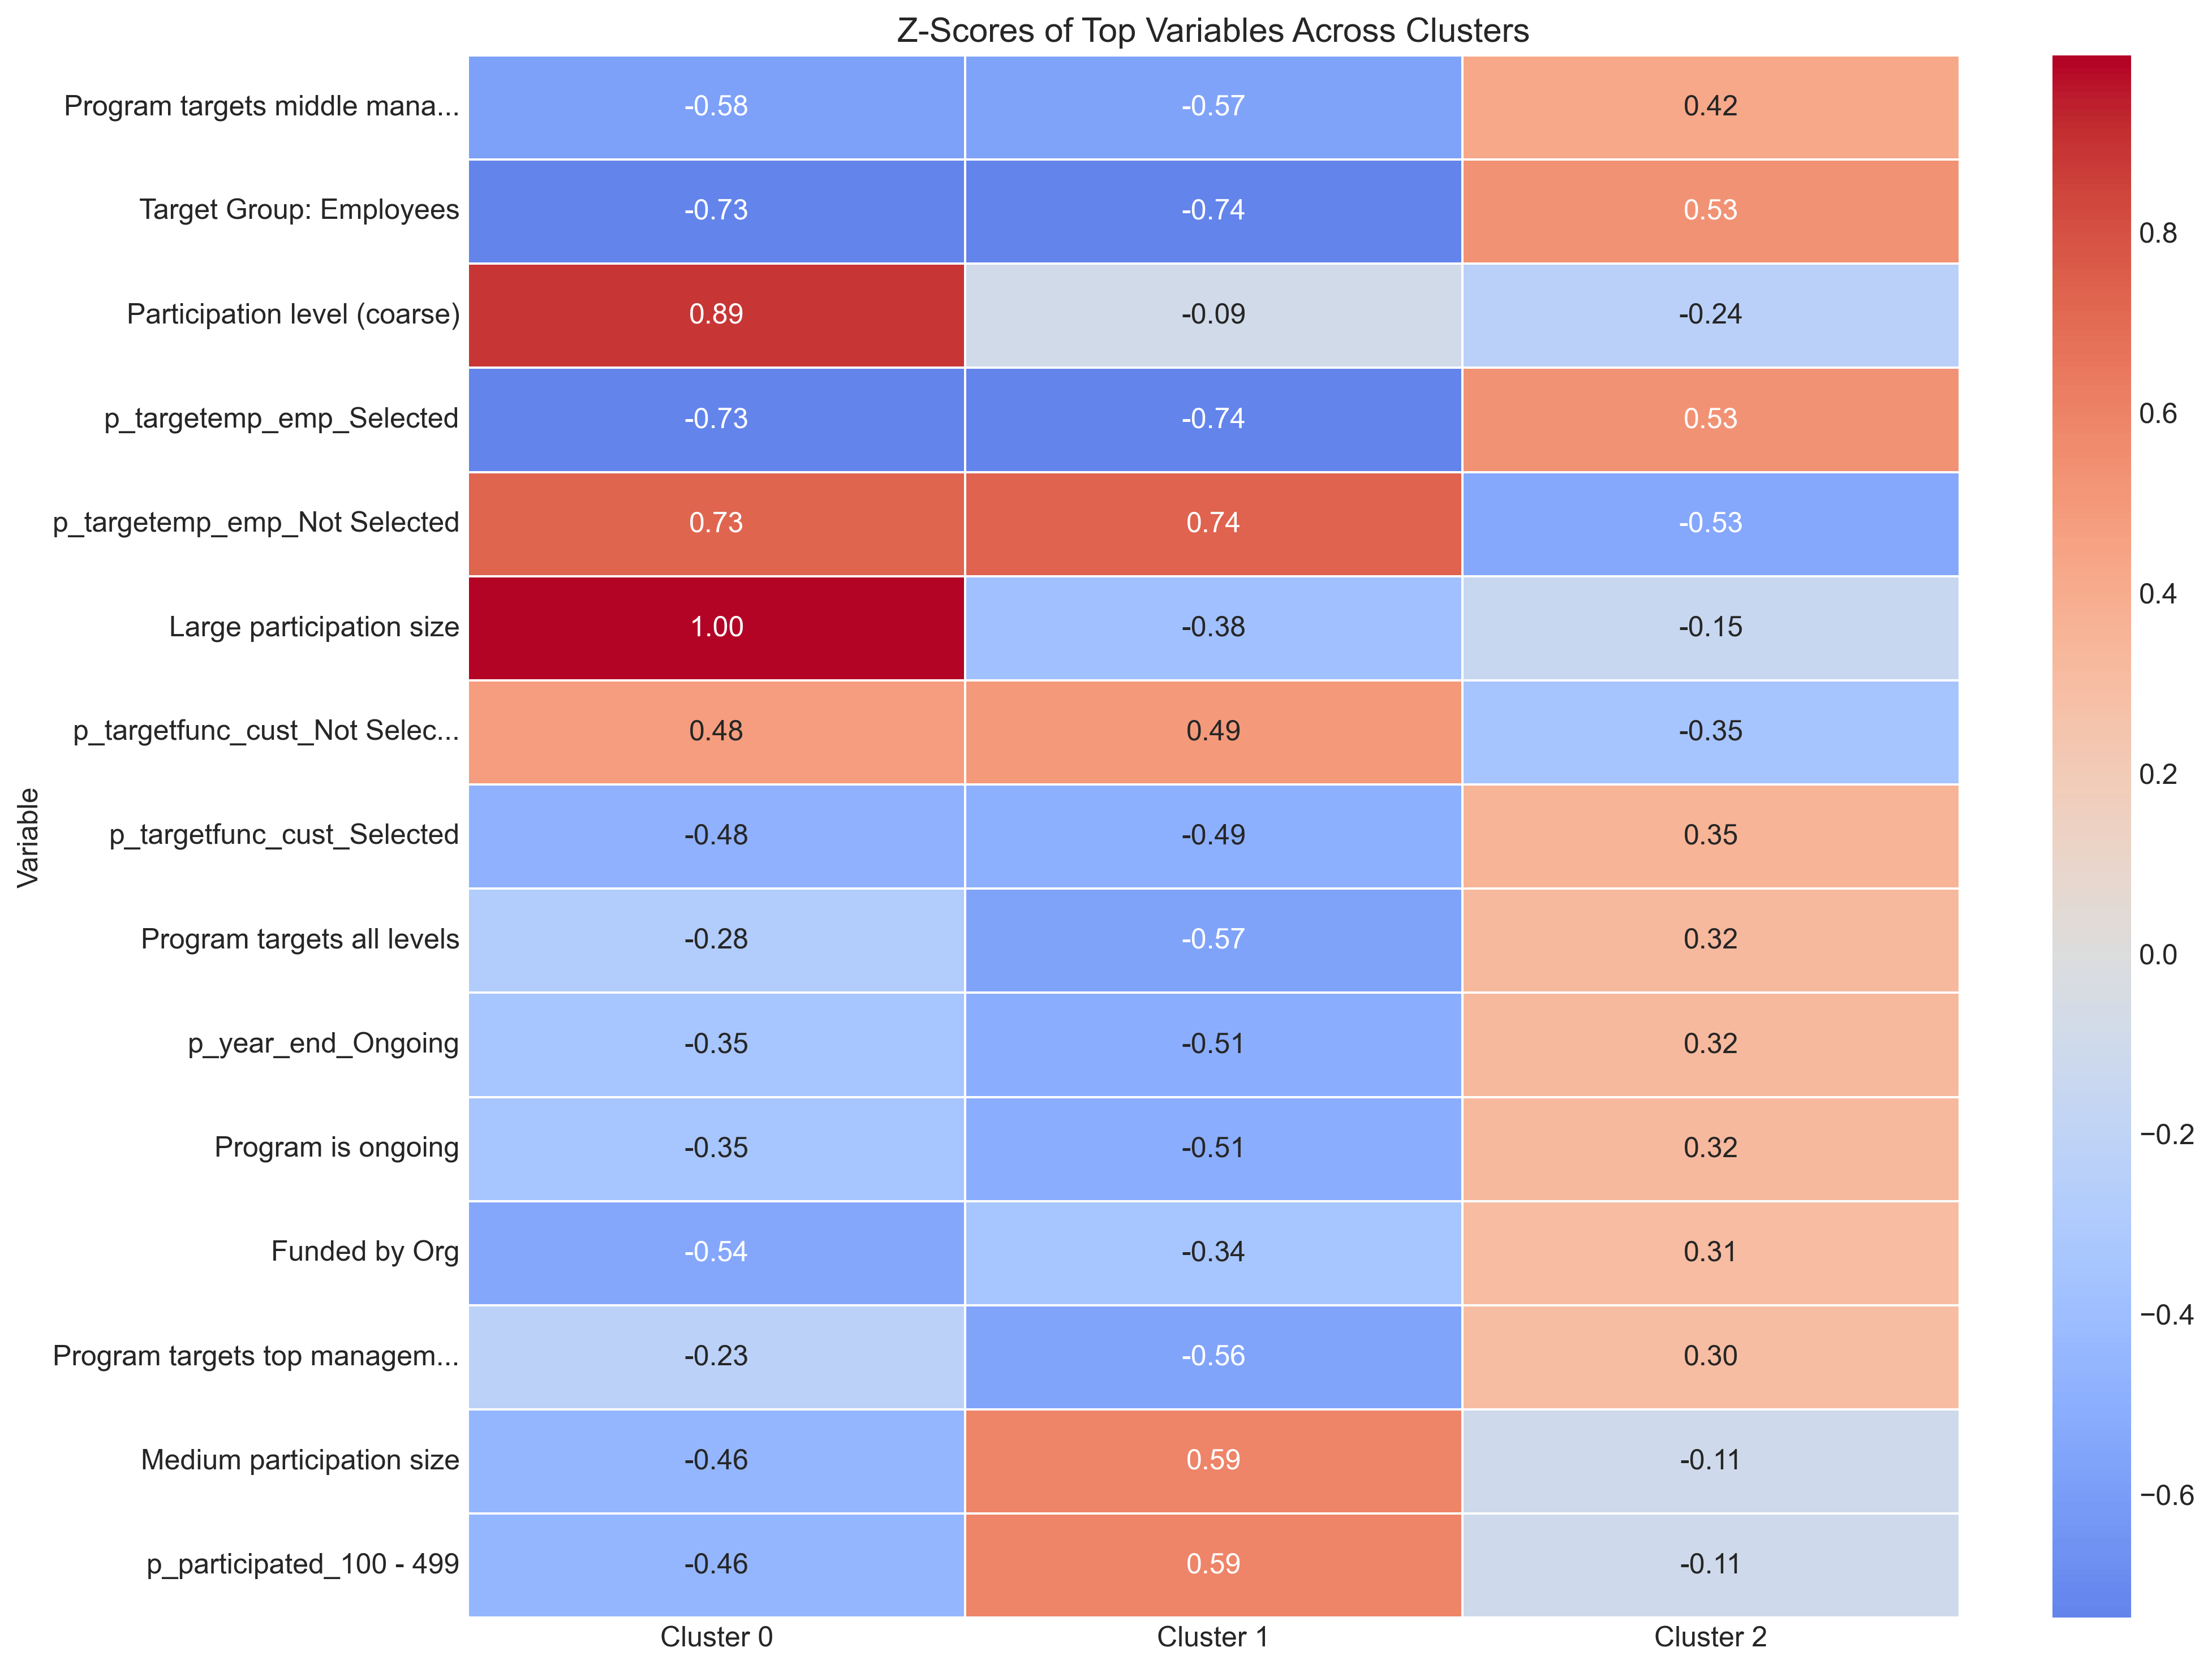 Z-Scores of Top Variables Across Clusters
Program targets middle mana... -0.58 -0.57 0.42
Target Group: Employees -0.73 -0.74 0.53
Participation level (coarse) 0.89 -0.09 -0.24
p_targetemp_emp_Selected -0.73 -0.74 0.53
p_targetemp_emp_Not Selected 0.73 0.74 -0.53
Large participation size 1.00 -0.38 -0.15
p_targetfunc_cust_Not Selec... 0.48 0.49 -0.35
p_targetfunc_cust_Selected -0.48 -0.49 0.35
Program targets all levels -0.28 -0.57 0.32
p_year_end_Ongoing -0.35 -0.51 0.32
Program is ongoing -0.35 -0.51 0.32
Funded by Org -0.54 -0.34 0.31
Program targets top managem... -0.23 -0.56 0.30
Medium participation size -0.46 0.59 -0.11
p_participated_100 - 499 -0.46 0.59 -0.11
Variable
Cluster 0 Cluster 1 Cluster 2
0.8
0.6
0.4
0.2
0.0
−0.2
−0.4
−0.6